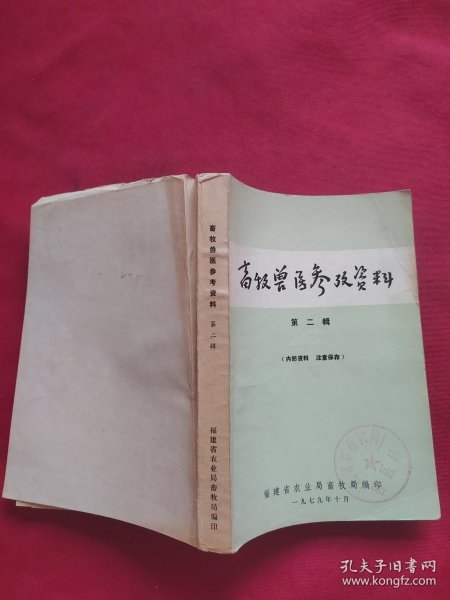 畜牧兽医参考资料
第二輯
（内部资料 注意保存）
福建省农业局畜牧局编印
一九七九年十月
畜牧兽医参考资料 第二辑
福建省农业局畜牧局编印
孔夫子旧书网
www.kongfz.com